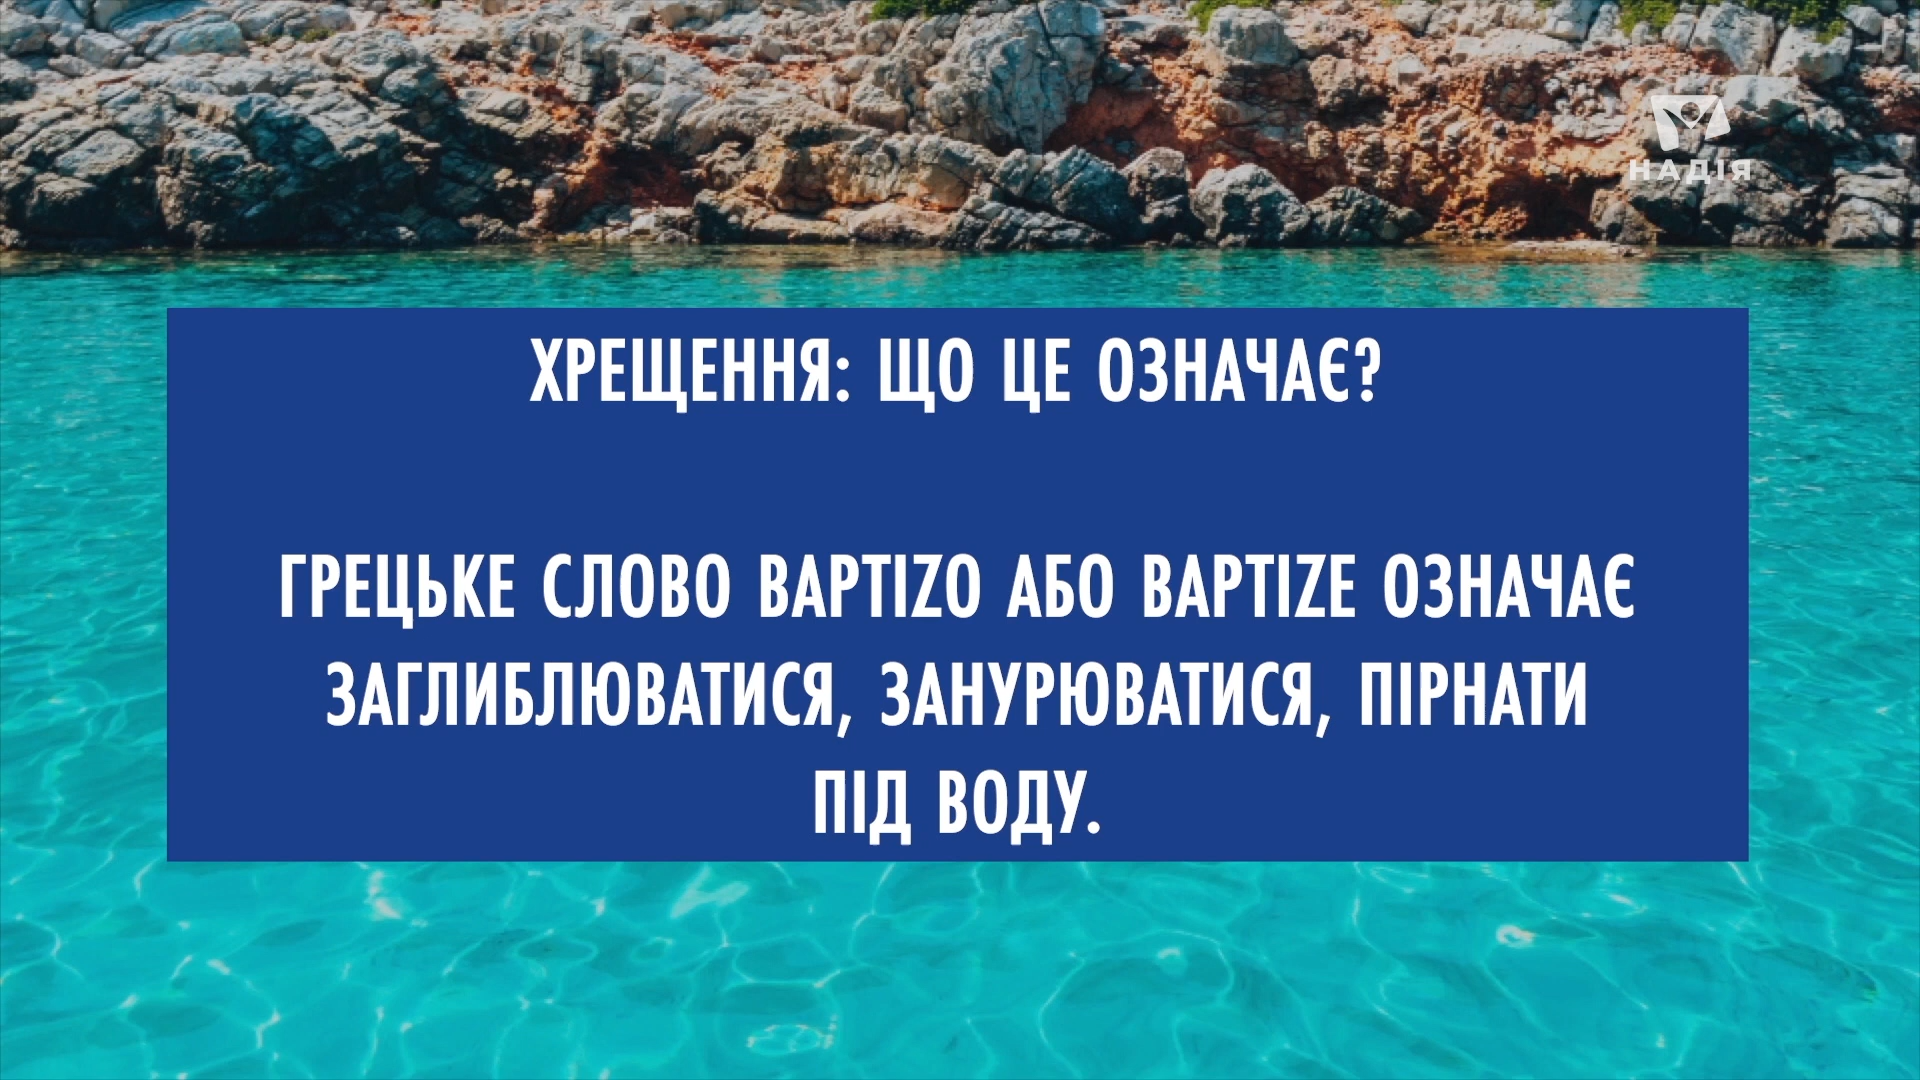 НАДІЯ
ХРЕЩЕННЯ: ЩО ЦЕ ОЗНАЧАЄ?
ГРЕЦЬКЕ СЛОВО BAPTIZO АБО BAPTIZE ОЗНАЧАЄ
ЗАГЛИБЛЮВАТИСЯ, ЗАНУРЮВАТИСЯ, ПІРНАТИ
ПІД ВОДУ.